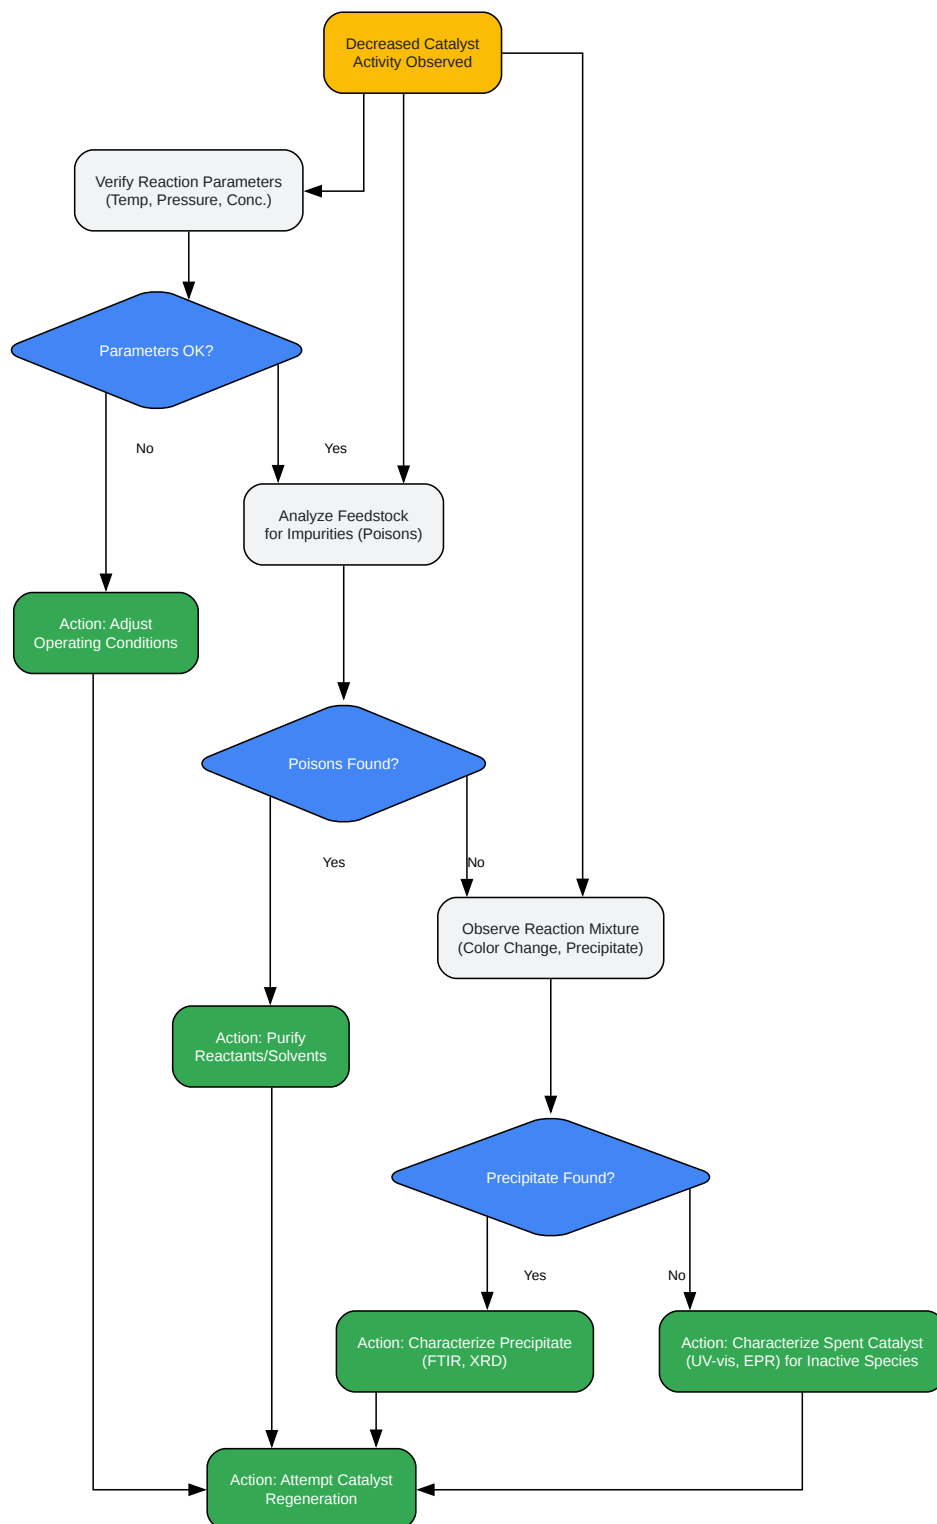 Decreased Catalyst
Activity Observed
Verify Reaction Parameters
(Temp, Pressure, Conc.)
Parameters OK?
No
Yes
Analyze Feedstock
for Impurities (Poisons)
Action: Adjust
Operating Conditions
Poisons Found?
Yes
No
Observe Reaction Mixture
(Color Change, Precipitate)
Action: Purify
Reactants/Solvents
Precipitate Found?
Yes
No
Action: Characterize Precipitate
(FTIR, XRD)
Action: Characterize Spent Catalyst
(UV-vis, EPR) for Inactive Species
Action: Attempt Catalyst
Regeneration